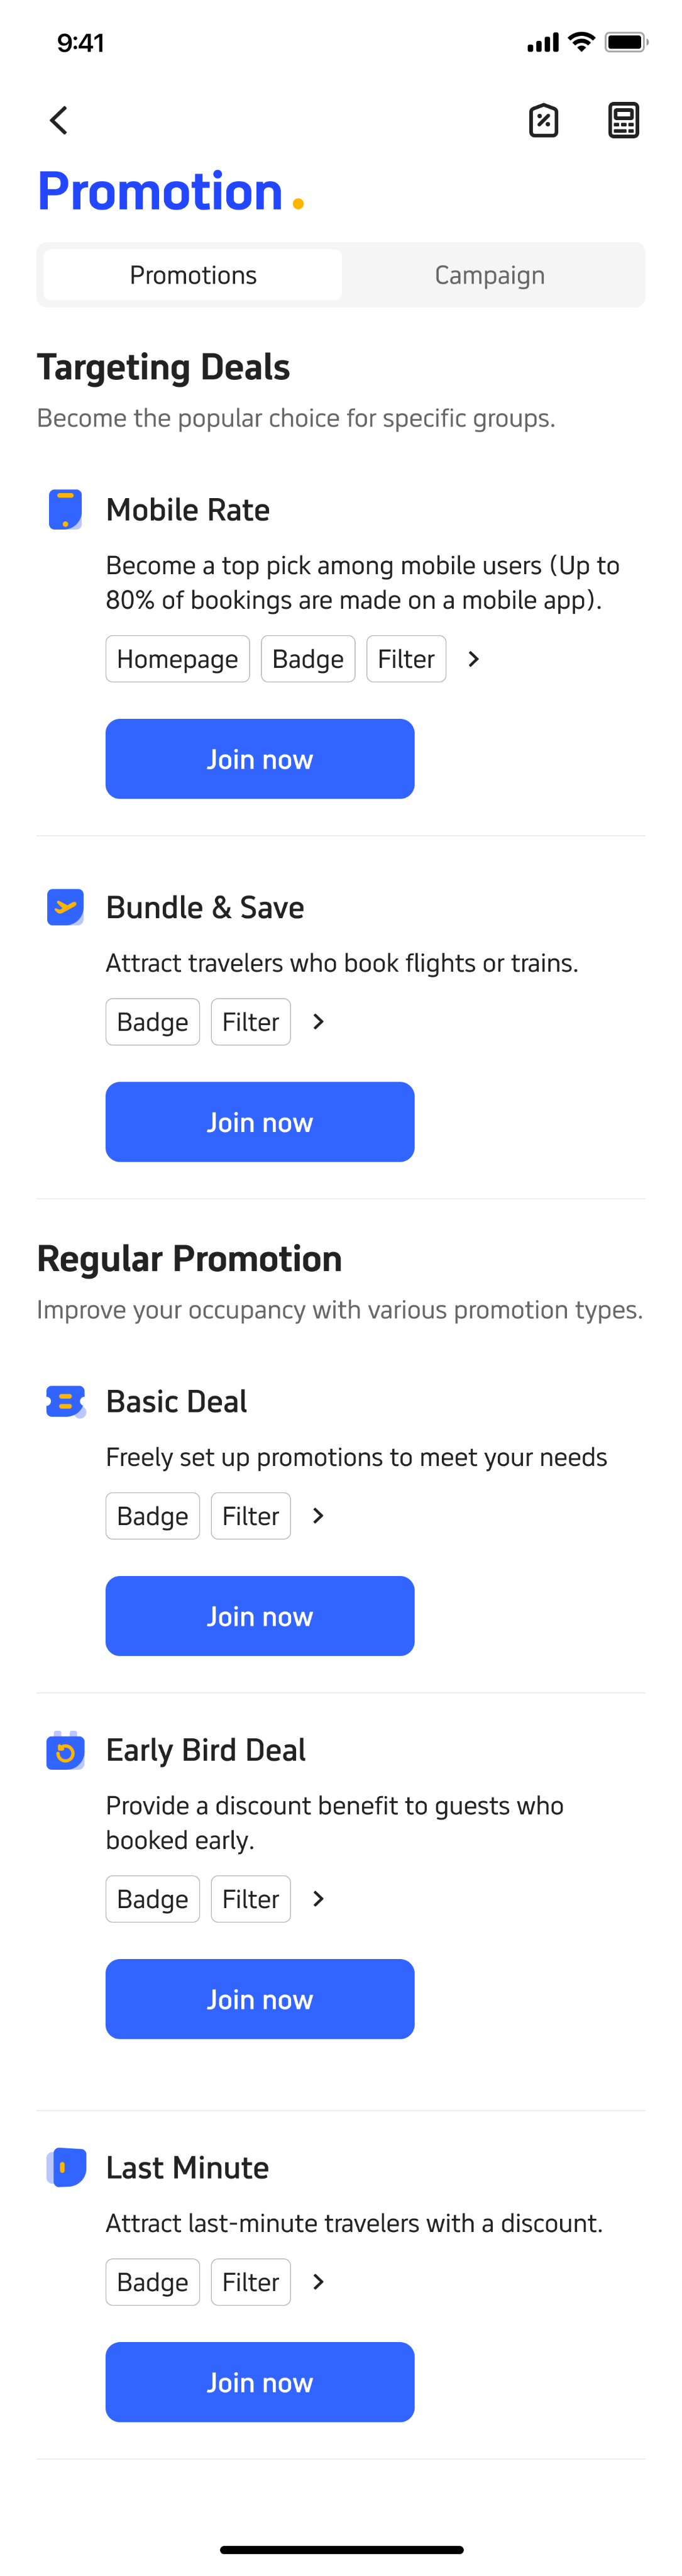 9:41
Promotion.
Promotions
Campaign
Targeting Deals
Become the popular choice for specific groups.
Mobile Rate
Become a top pick among mobile users (Up to
80% of bookings are made on a mobile app).
Homepage Badge Filter
Join now
Bundle & Save
Attract travelers who book flights or trains.
Badge Filter
Join now
Regular Promotion
Improve your occupancy with various promotion types.
Basic Deal
Freely set up promotions to meet your needs
Badge Filter
Join now
Early Bird Deal
Provide a discount benefit to guests who
booked early.
Badge Filter
Join now
Last Minute
Attract last-minute travelers with a discount.
Badge Filter
Join now